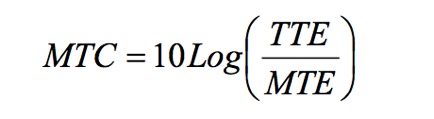 MTC = 10Log(TTE/MTE)